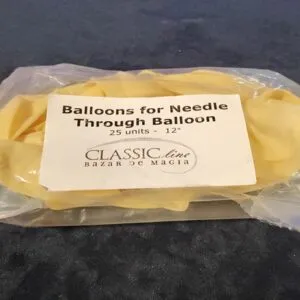 Balloons for Needle
Through Balloon
25 units - 12"
CLASSIC line
BAZAR DE MAGIA